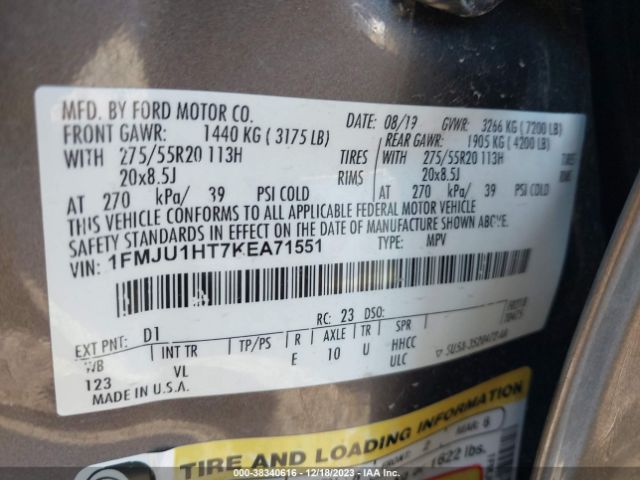 MFD. BY FORD MOTOR CO.
DATE: 08/19 GVWR: 3266 KG ( 7200 LB)
FRONT GAWR: 1440 KG ( 3175 LB)
REAR GAWR: 1905 KG ( 4200 LB)
WITH 275/55R20 113H TIRES
WITH 275/55R20 113H
20x8.5J RIMS
20x8.5J
AT 270 kPa/ 39 PSI COLD
AT 270 kPa/ 39 PSI COLD
THIS VEHICLE CONFORMS TO ALL APPLICABLE FEDERAL MOTOR VEHICLE
SAFETY STANDARDS IN EFFECT ON THE DATE OF MANUFACTURE SHOWN ABOVE.
VIN: 1FMJU1HT7KEA71551 TYPE: MPV
EXT PNT: D1 RC: 23 DSO:
WB INT TR TP/PS R AXLE TR SPR
123 VL E 10 U HHCC
MADE IN U.S.A. ULC
TIRE AND LOADING INFORMATION
2 MAR 6
1622 lbs.
38340616 - 12/18/2023 - IAA Inc.